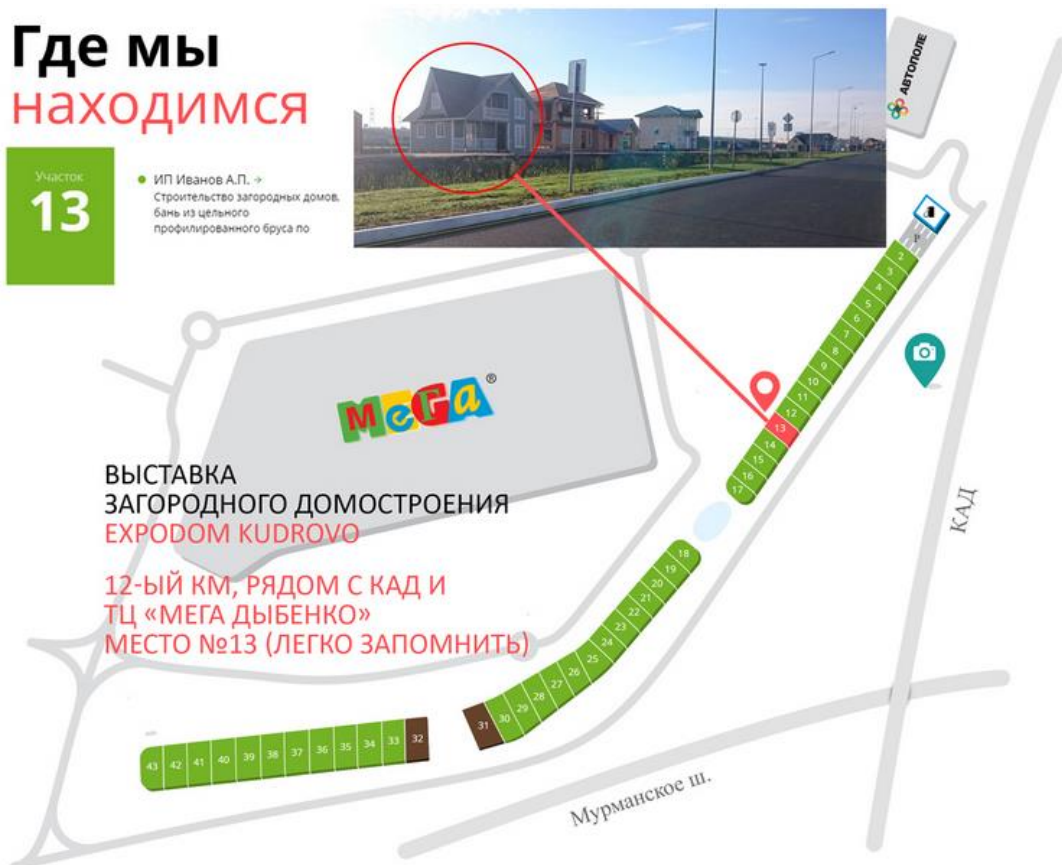 Где мы
находимся
Участок
13
ИП Иванов А.П. →
Строительство загородных домов,
бань из цельного
профилированного бруса по
АВТОПОЛЕ
P
2
3
4
5
6
7
8
9
10
11
12
13
14
15
16
17
МЕГА®
ВЫСТАВКА
ЗАГОРОДНОГО ДОМОСТРОЕНИЯ
EXPODOM KUDROVO
12-ЫЙ КМ, РЯДОМ С КАД И
ТЦ «МЕГА ДЫБЕНКО»
МЕСТО №13 (ЛЕГКО ЗАПОМНИТЬ)
КАД
18
19
20
21
22
23
24
25
26
27
28
29
30
31
32
33
34
35
36
37
38
39
40
41
42
43
Мурманское ш.